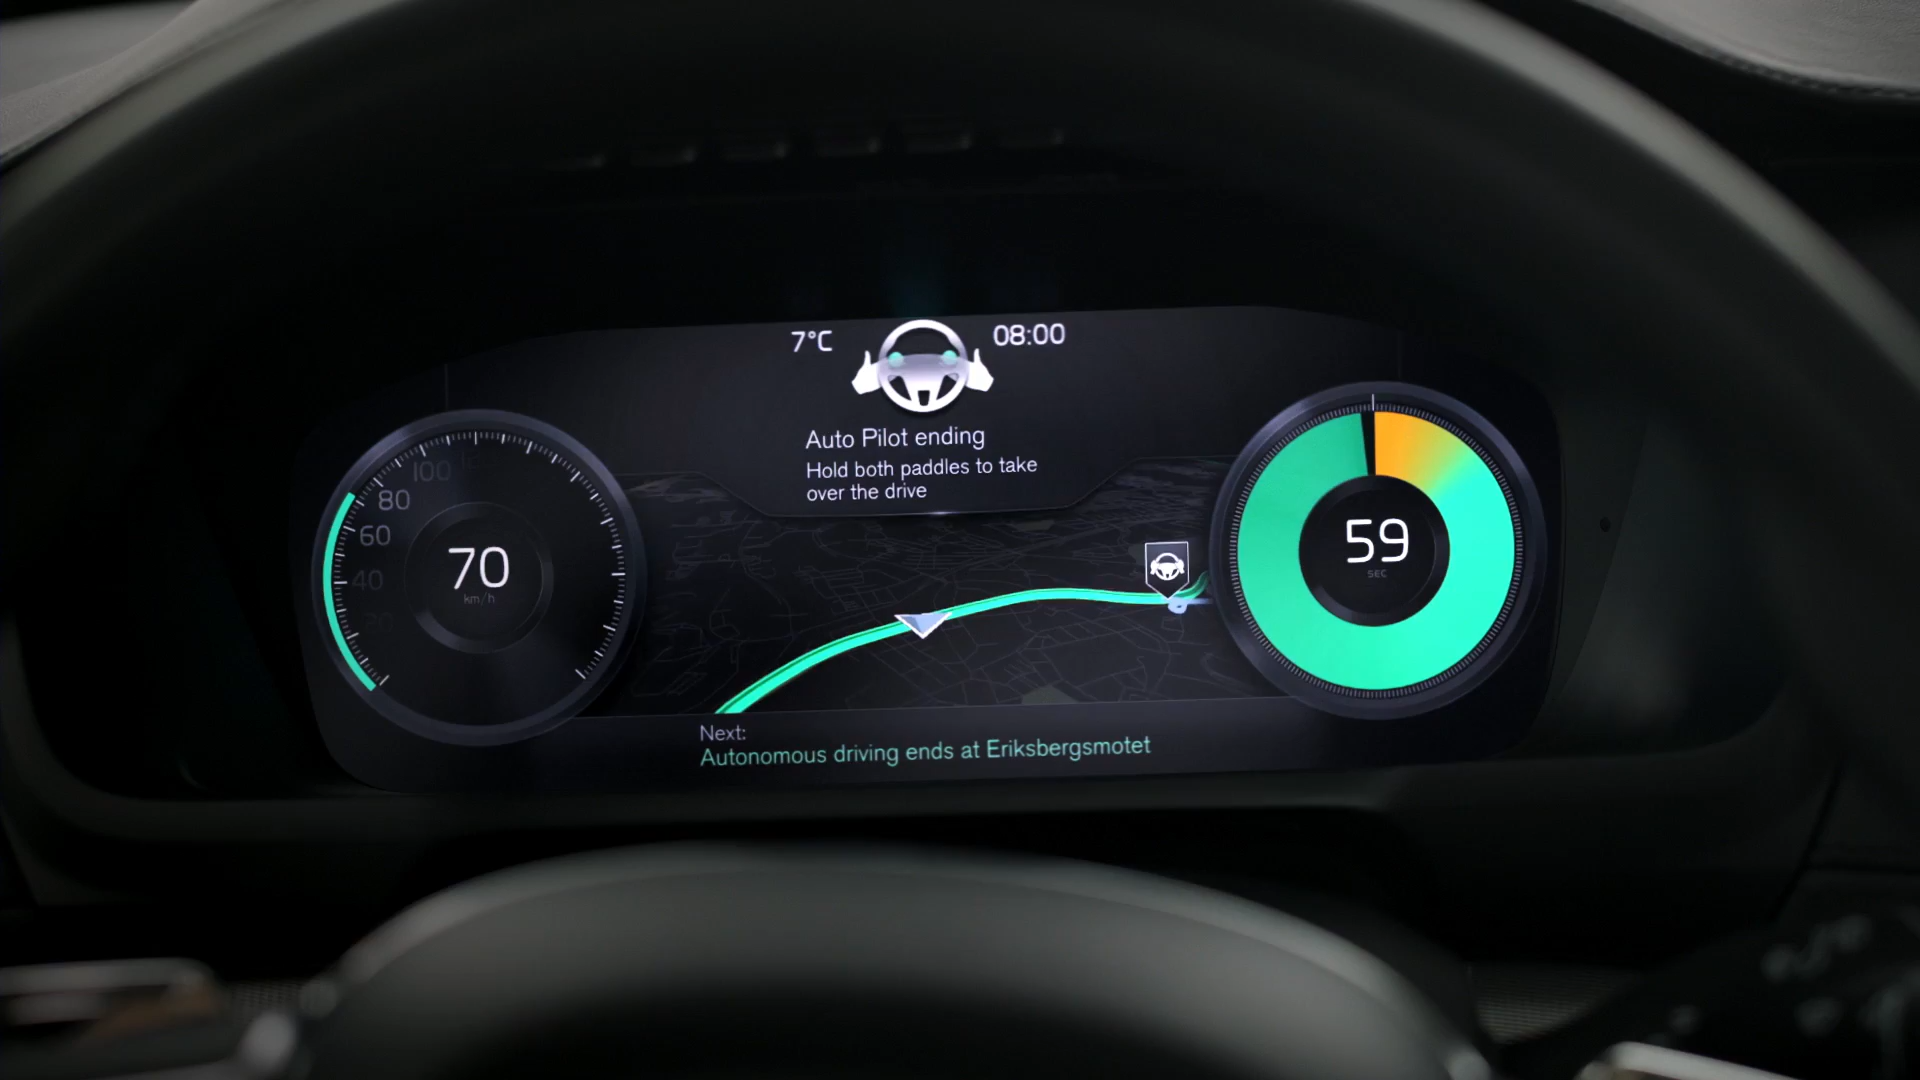 7°C
08:00
Auto Pilot ending
Hold both paddles to take
over the drive
100
80
60
40
20
70
km/h
59
SEC
Next:
Autonomous driving ends at Eriksbergsmotet